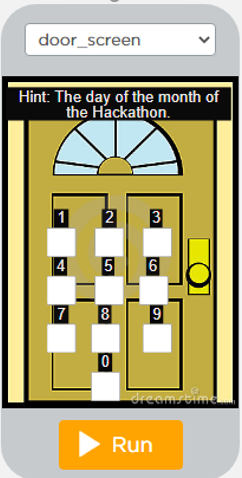 door_screen
Hint: The day of the month of
the Hackathon.
1 2 3
4 5 6
7 8 9
0
dreamstime
Run